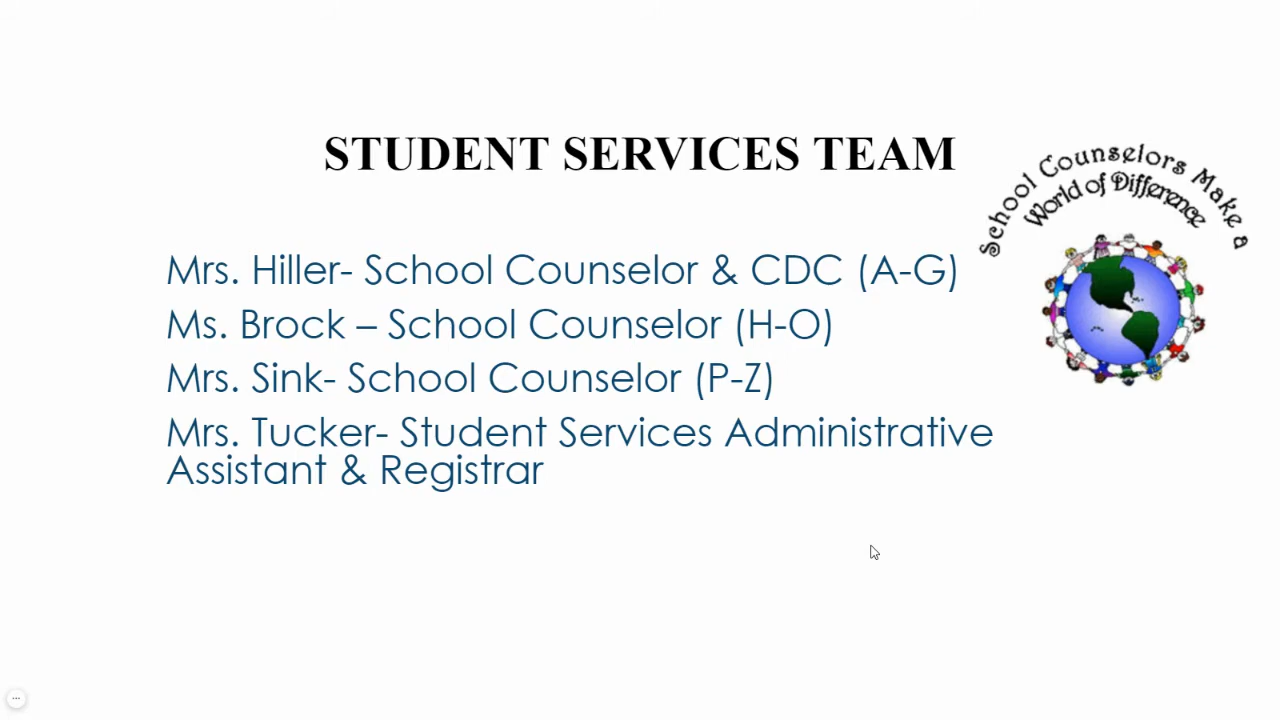 STUDENT SERVICES TEAM
School Counselors Make a
World of Difference
Mrs. Hiller- School Counselor & CDC (A-G)
Ms. Brock – School Counselor (H-O)
Mrs. Sink- School Counselor (P-Z)
Mrs. Tucker- Student Services Administrative
Assistant & Registrar